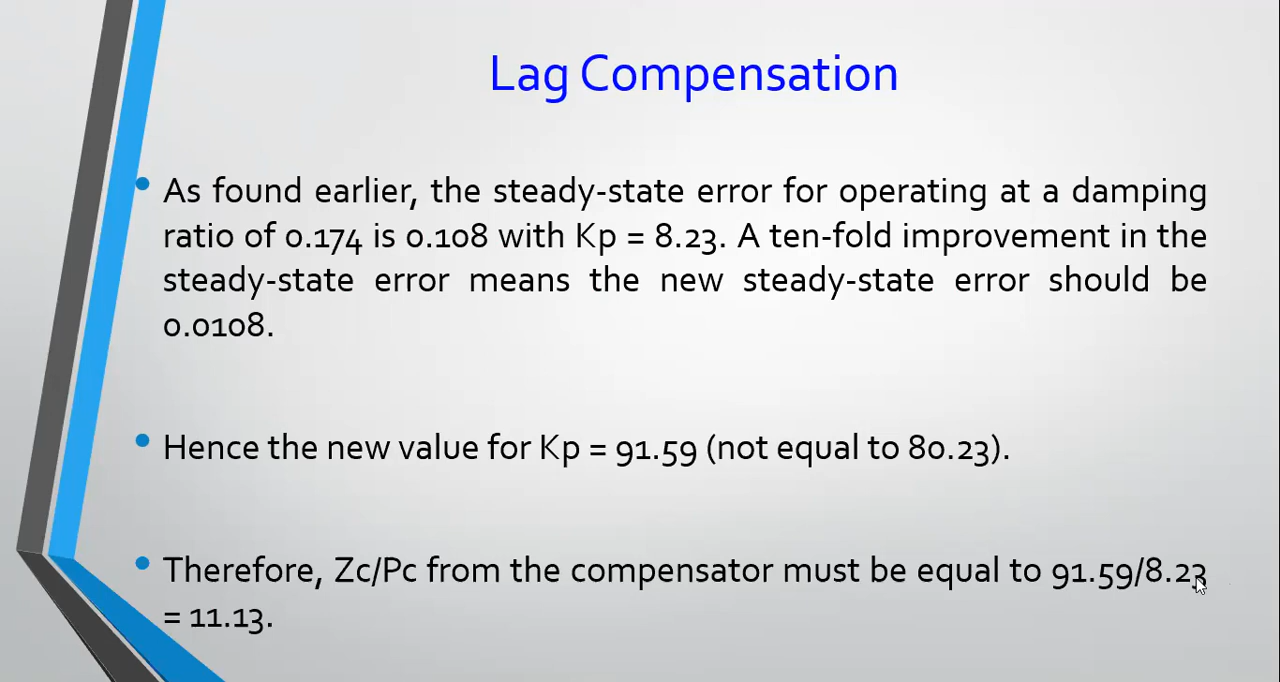 Lag Compensation
• As found earlier, the steady-state error for operating at a damping
ratio of 0.174 is 0.108 with Kp = 8.23. A ten-fold improvement in the
steady-state error means the new steady-state error should be
0.0108.
• Hence the new value for Kp = 91.59 (not equal to 80.23).
• Therefore, Zc/Pc from the compensator must be equal to 91.59/8.23
= 11.13.